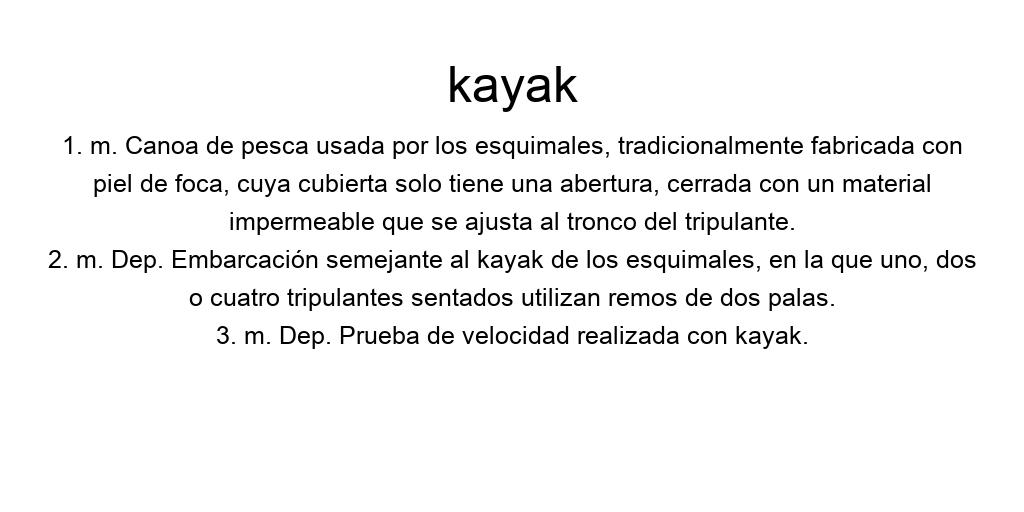 kayak
1. m. Canoa de pesca usada por los esquimales, tradicionalmente fabricada con
piel de foca, cuya cubierta solo tiene una abertura, cerrada con un material
impermeable que se ajusta al tronco del tripulante.
2. m. Dep. Embarcación semejante al kayak de los esquimales, en la que uno, dos
o cuatro tripulantes sentados utilizan remos de dos palas.
3. m. Dep. Prueba de velocidad realizada con kayak.